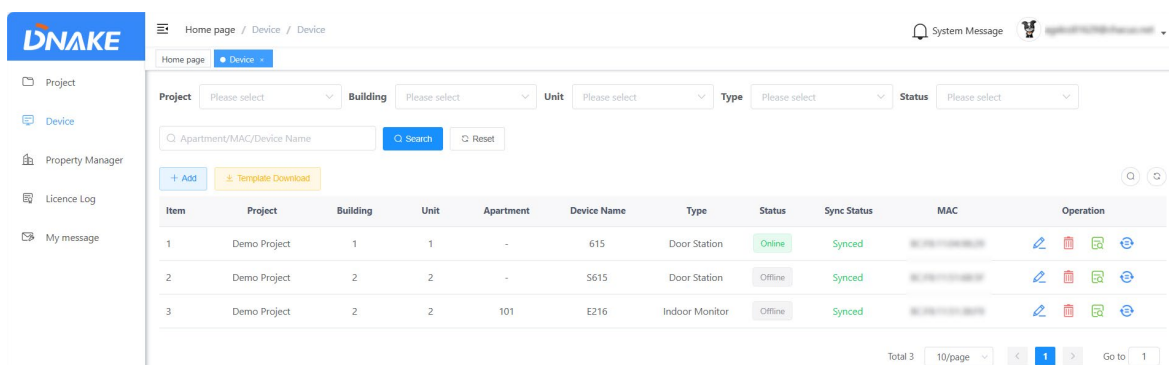 DNAKE
Home page / Device / Device
System Message
Home page
Device ×
Project
Device
Property Manager
Licence Log
My message
Project Please select Building Please select Unit Please select Type Please select Status Please select
Apartment/MAC/Device Name Search Reset
+ Add Template Download
Item Project Building Unit Apartment Device Name Type Status Sync Status MAC Operation
1 Demo Project 1 1 - 615 Door Station Online Synced
2 Demo Project 2 2 - S615 Door Station Offline Synced
3 Demo Project 2 2 101 E216 Indoor Monitor Offline Synced
Total 3 10/page < 1 > Go to 1